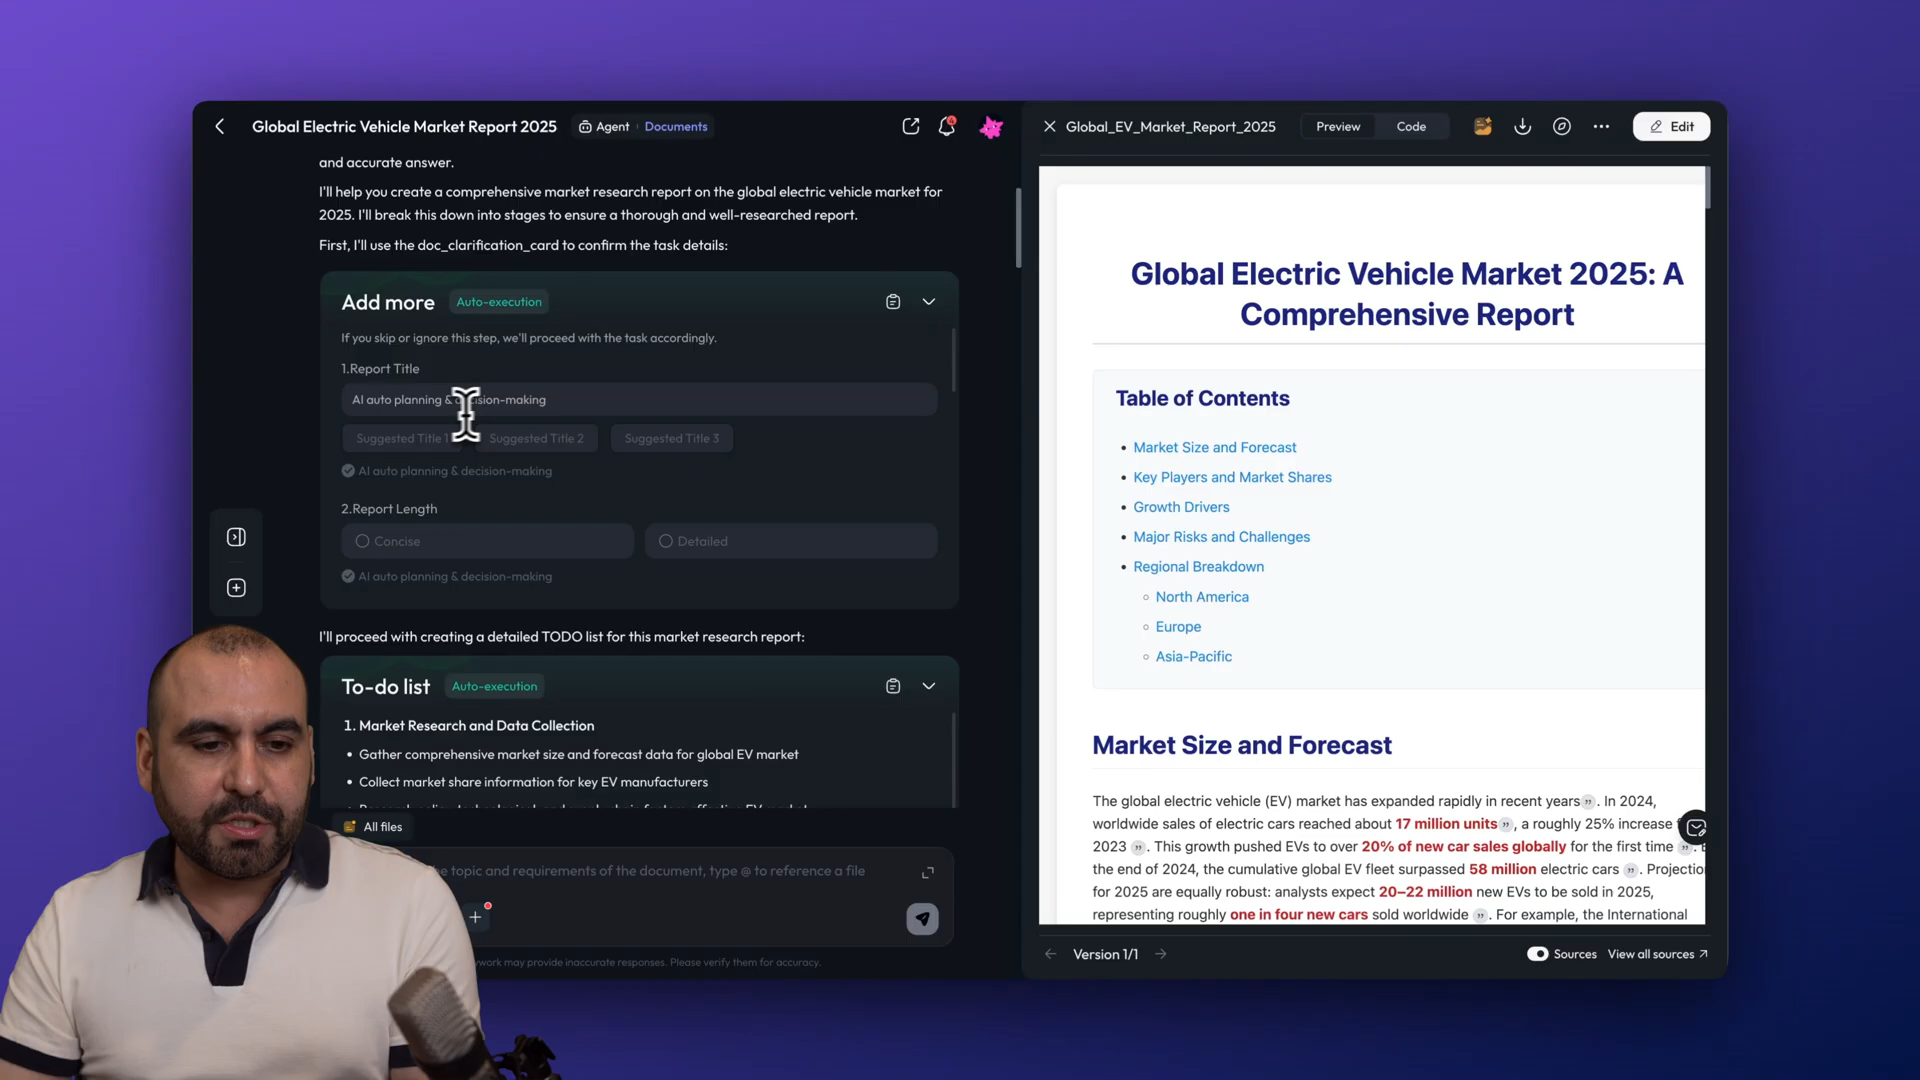 Global Electric Vehicle Market Report 2025
Agent
Documents
and accurate answer.
I'll help you create a comprehensive market research report on the global electric vehicle market for
2025. I'll break this down into stages to ensure a thorough and well-researched report.
First, I'll use the doc_clarification_card to confirm the task details:
Add more
Auto-execution
If you skip or ignore this step, we'll proceed with the task accordingly.
1.Report Title
AI auto planning & decision-making
Suggested Title 1
Suggested Title 2
Suggested Title 3
AI auto planning & decision-making
2.Report Length
Concise
Detailed
AI auto planning & decision-making
I'll proceed with creating a detailed TODO list for this market research report:
To-do list
Auto-execution
1. Market Research and Data Collection
• Gather comprehensive market size and forecast data for global EV market
• Collect market share information for key EV manufacturers
All files
topic and requirements of the document, type @ to reference a file
may provide inaccurate responses. Please verify them for accuracy.
Global_EV_Market_Report_2025
Preview
Code
Edit
Global Electric Vehicle Market 2025: A
Comprehensive Report
Table of Contents
• Market Size and Forecast
• Key Players and Market Shares
• Growth Drivers
• Major Risks and Challenges
• Regional Breakdown
◦ North America
◦ Europe
◦ Asia-Pacific
Market Size and Forecast
The global electric vehicle (EV) market has expanded rapidly in recent years. In 2024,
worldwide sales of electric cars reached about 17 million units, a roughly 25% increase
2023. This growth pushed EVs to over 20% of new car sales globally for the first time.
the end of 2024, the cumulative global EV fleet surpassed 58 million electric cars. Projectio
for 2025 are equally robust: analysts expect 20–22 million new EVs to be sold in 2025,
representing roughly one in four new cars sold worldwide. For example, the International
Version 1/1
Sources
View all sources